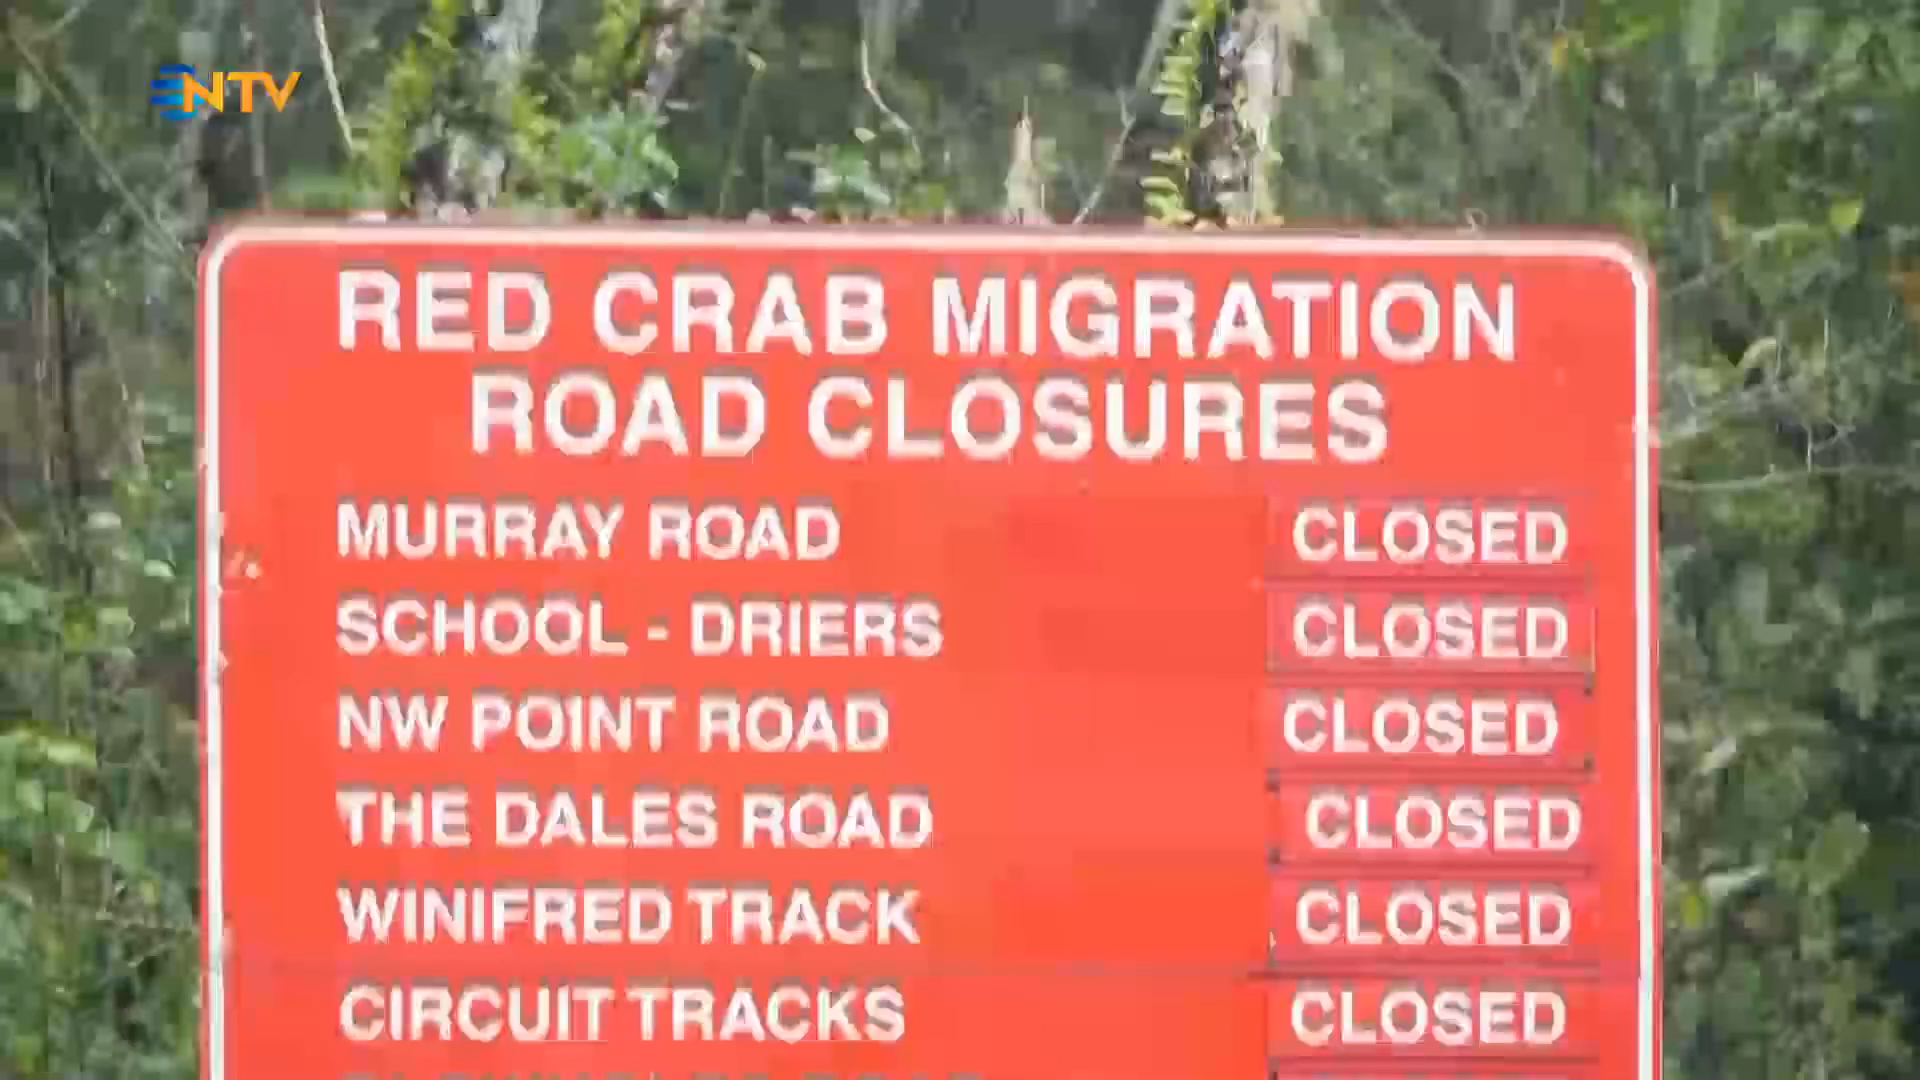 NTV
RED CRAB MIGRATION
ROAD CLOSURES
MURRAY ROAD CLOSED
SCHOOL - DRIERS CLOSED
NW POINT ROAD CLOSED
THE DALES ROAD CLOSED
WINIFRED TRACK CLOSED
CIRCUIT TRACKS CLOSED